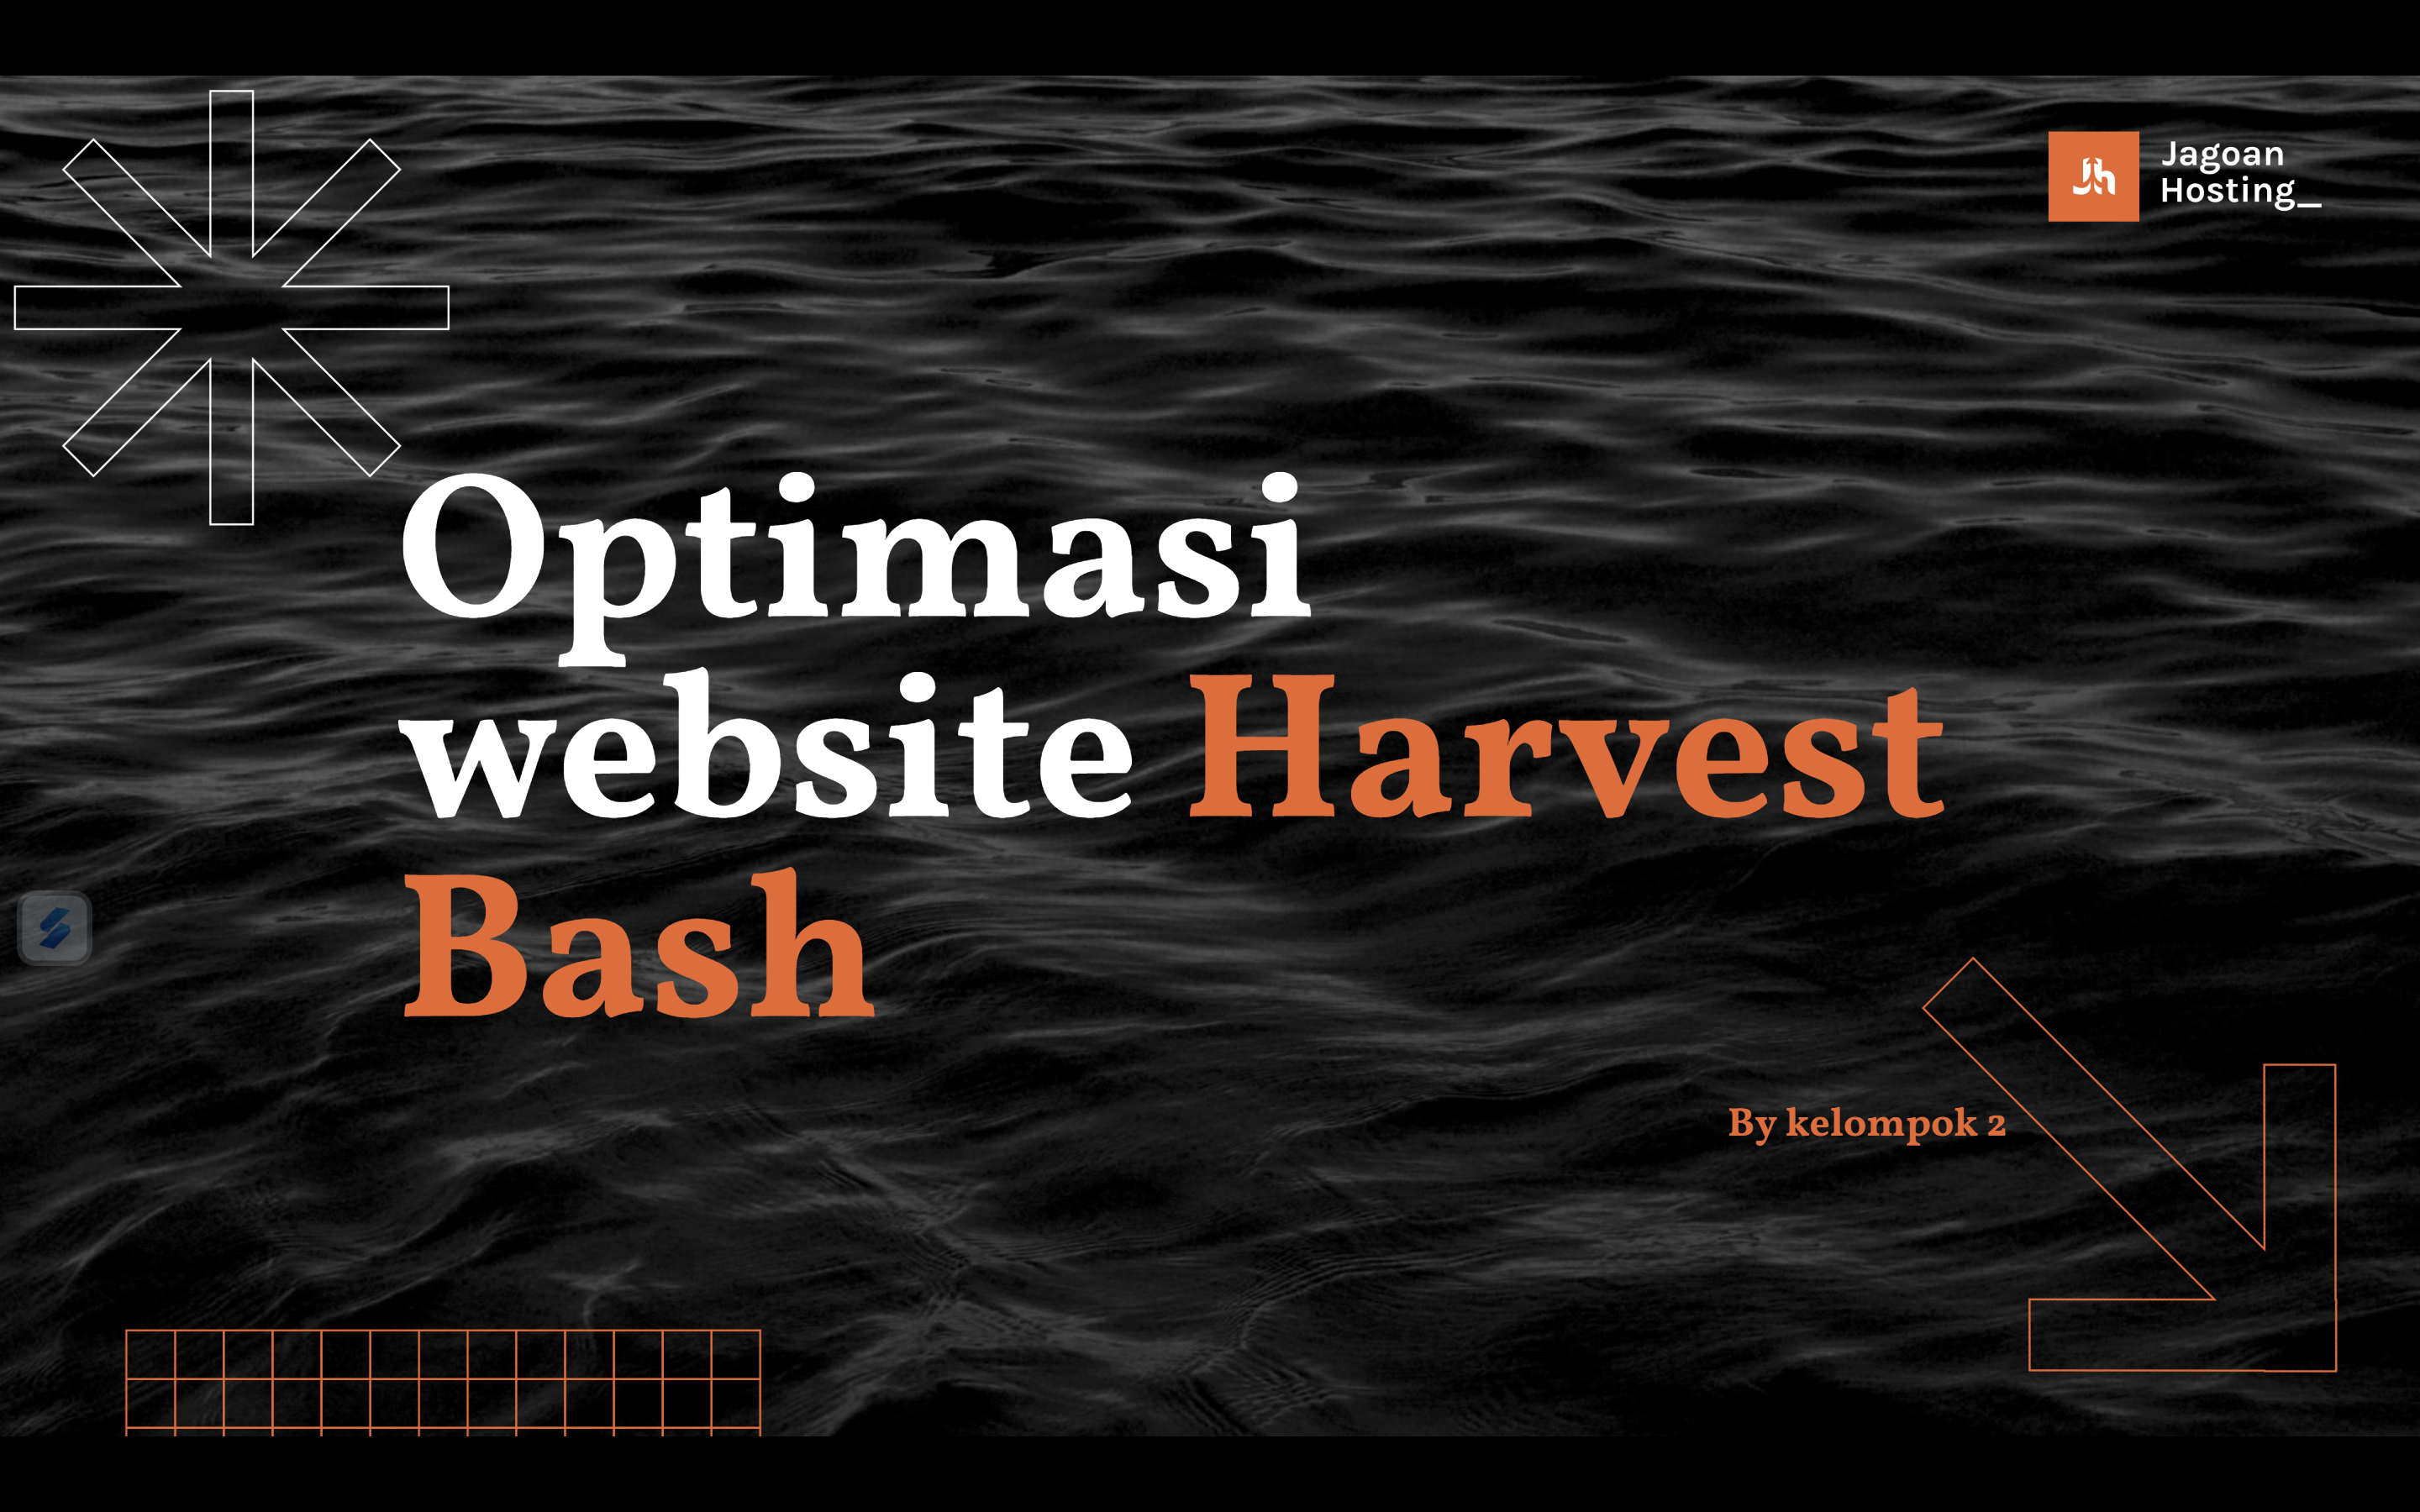 Jagoan
Hosting_
Optimasi
website Harvest
Bash
By kelompok 2